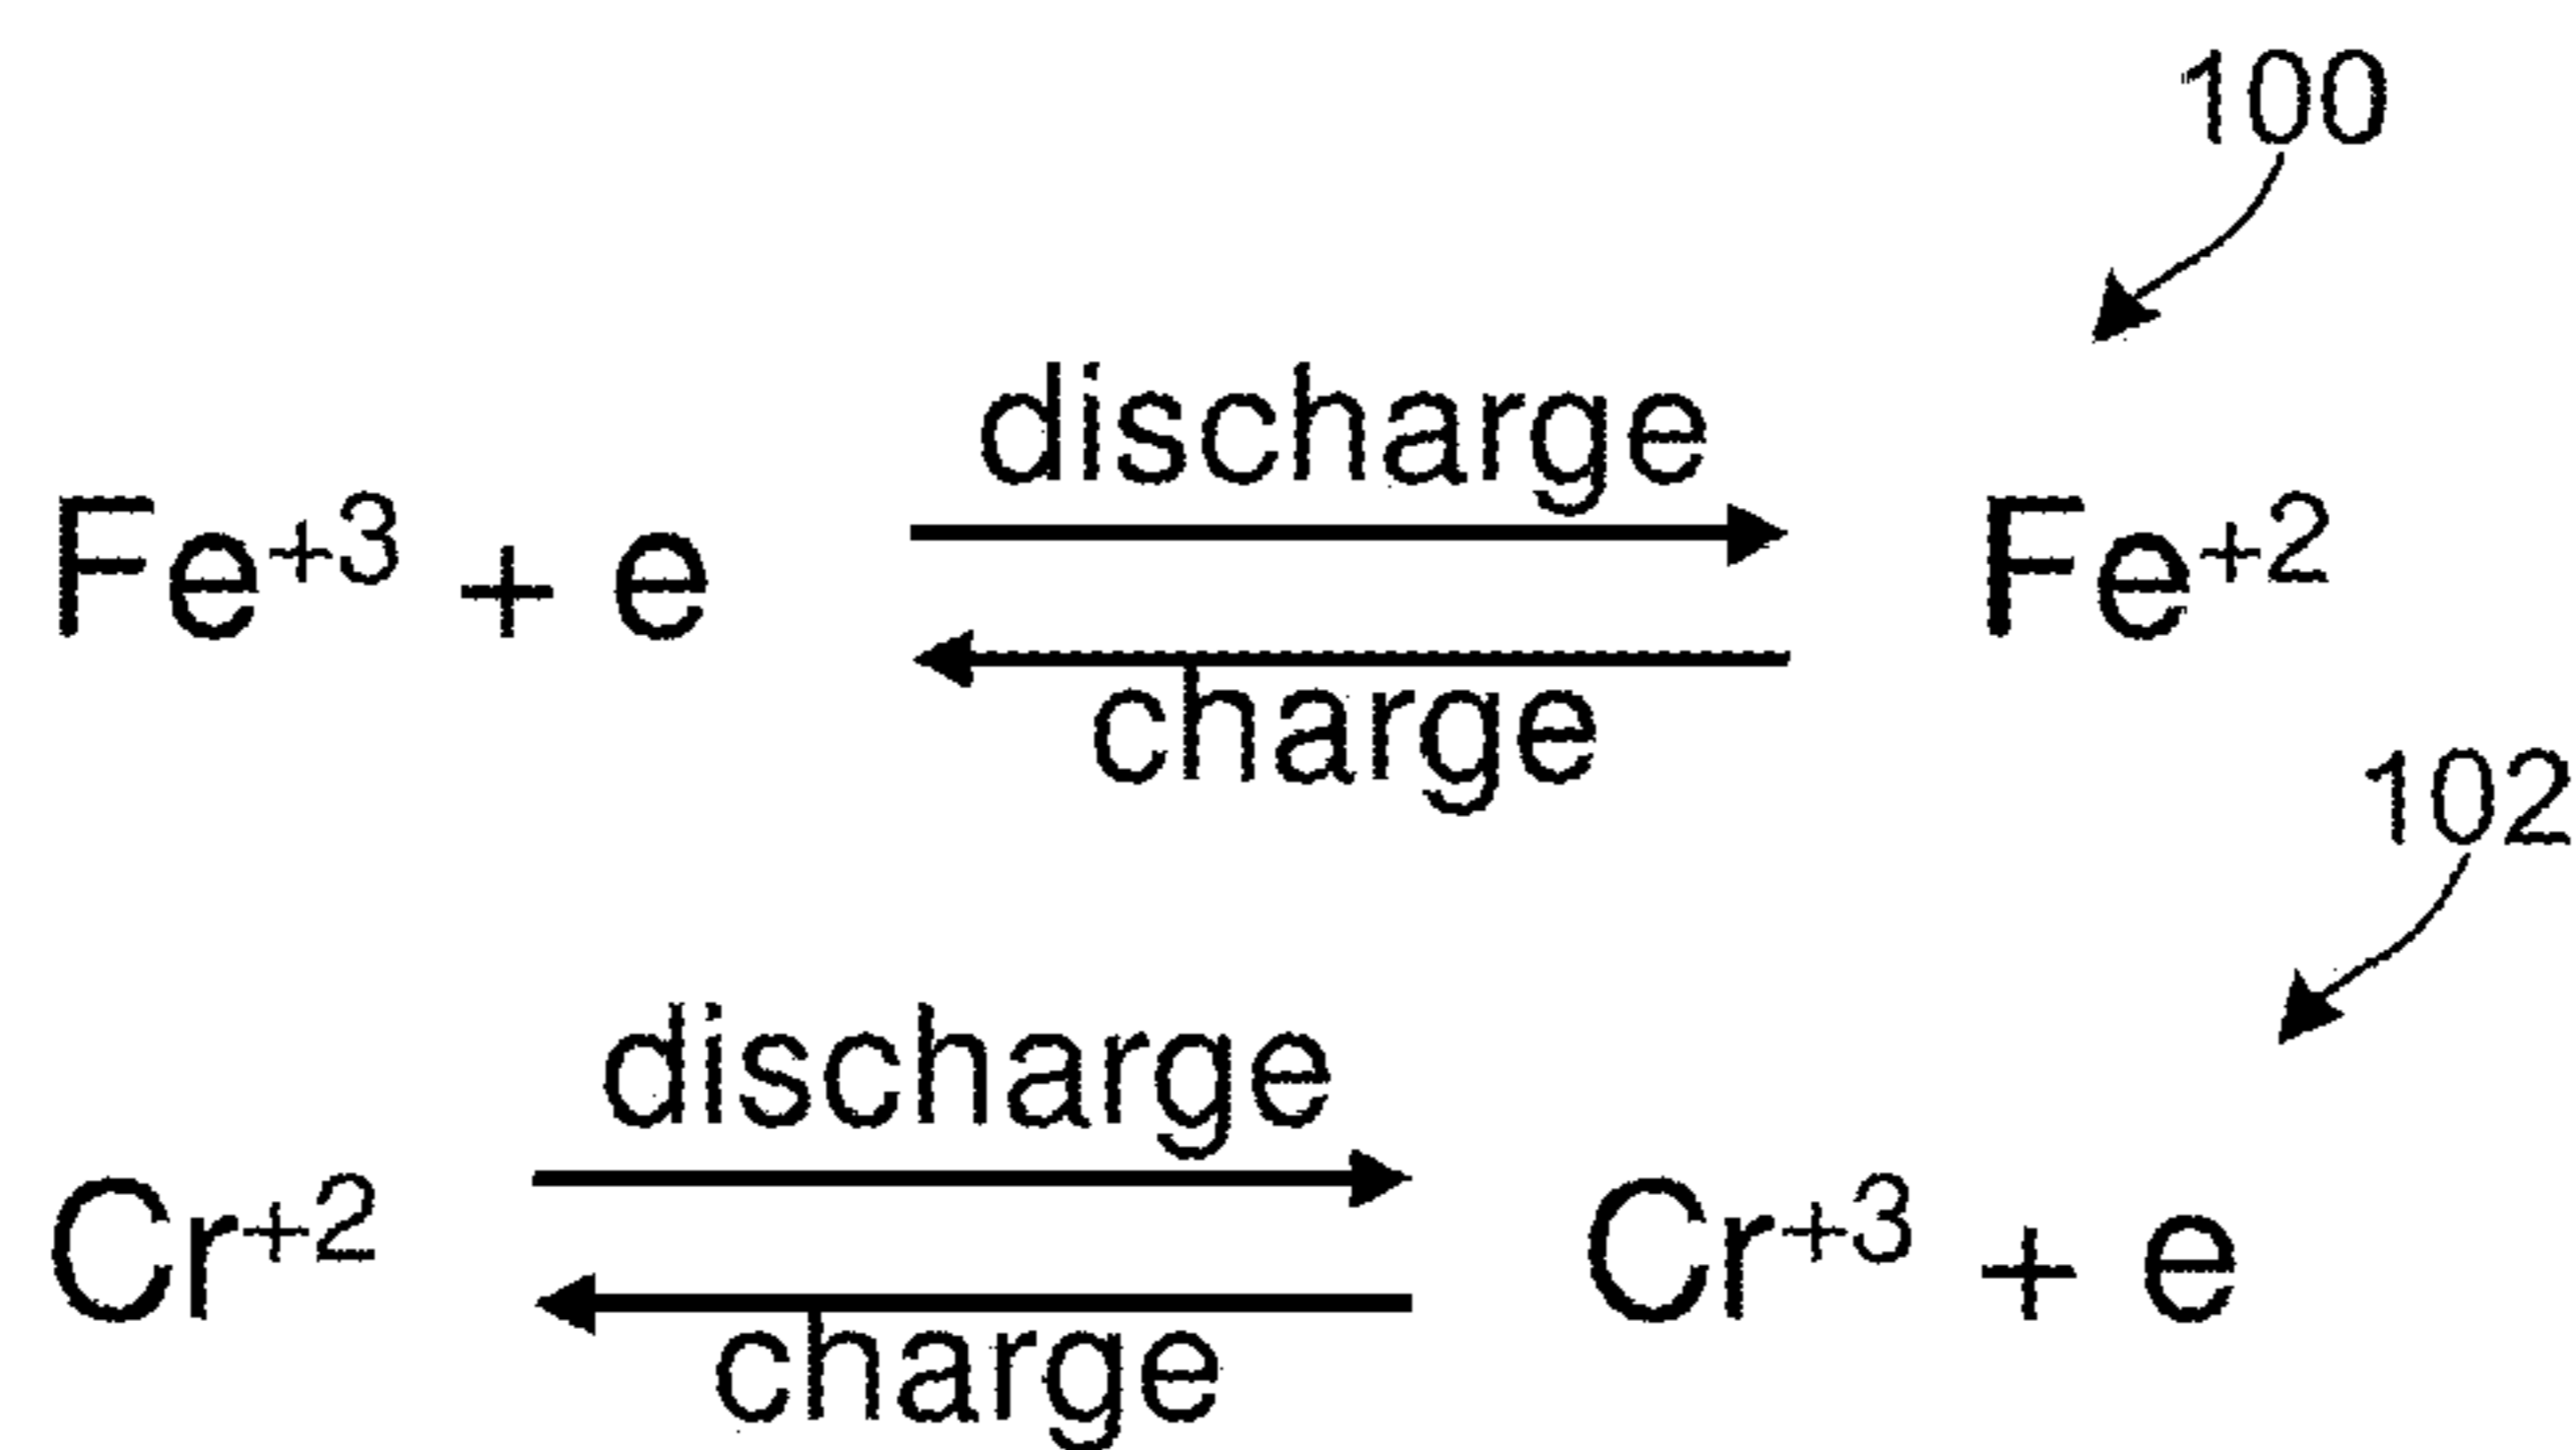 100
discharge
Fe⁺³ + e Fe⁺²
charge
102
discharge
Cr⁺² Cr⁺³ + e
charge